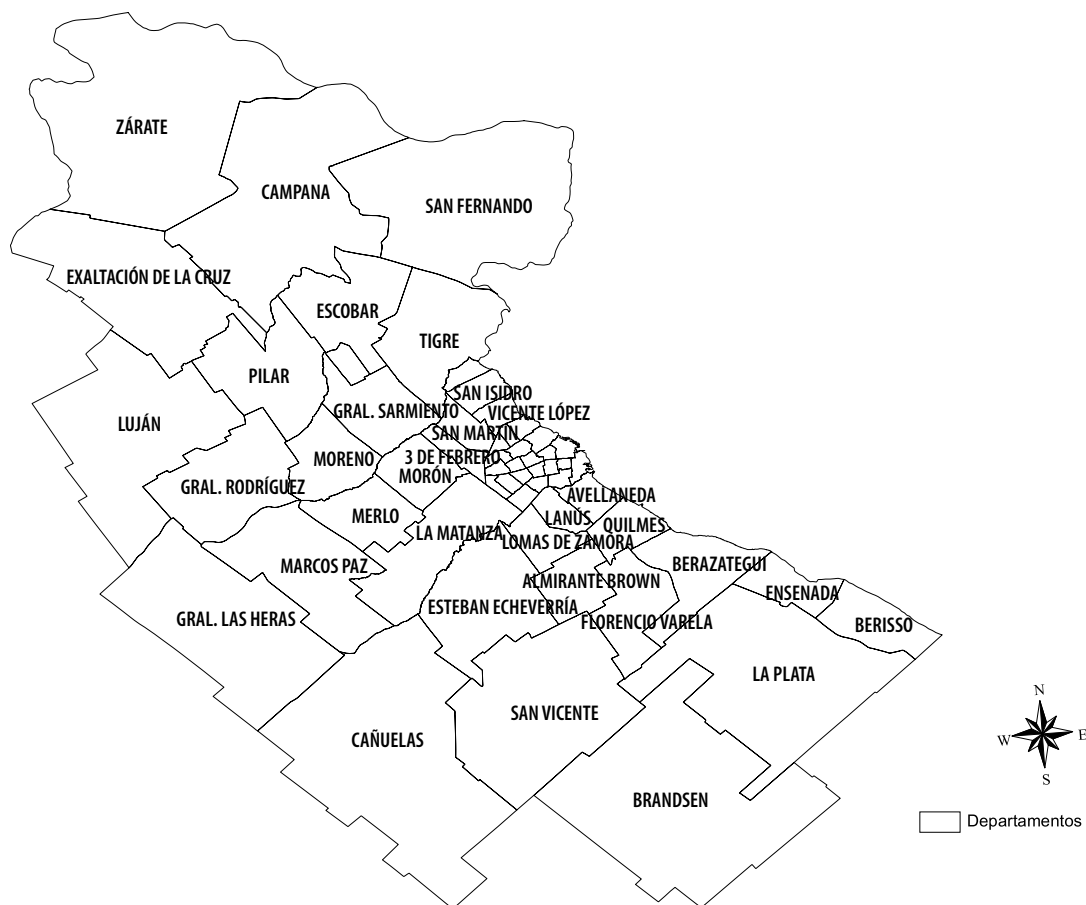 ZÁRATE
CAMPANA
SAN FERNANDO
EXALTACIÓN DE LA CRUZ
ESCOBAR
TIGRE
PILAR
SAN ISIDRO
GRAL. SARMIENTO
VICENTE LÓPEZ
LUJÁN
SAN MARTÍN
3 DE FEBRERO
MORENO
MORÓN
GRAL. RODRÍGUEZ
AVELLANEDA
MERLO
LANÚS
QUILMES
LA MATANZA
LOMAS DE ZAMORA
MARCOS PAZ
BERAZATEGUI
ALMIRANTE BROWN
ENSENADA
ESTEBAN ECHEVERRÍA
GRAL. LAS HERAS
FLORENCIO VARELA
BERISSO
LA PLATA
SAN VICENTE
CAÑUELAS
BRANDSEN
N
W
E
S
Departamentos